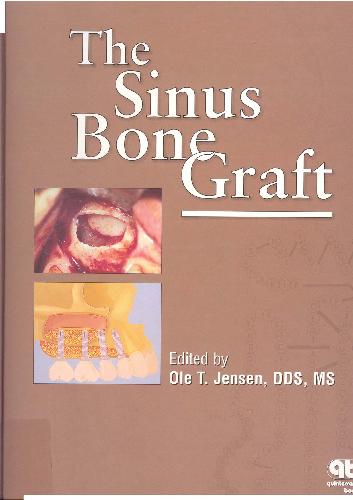 The
Sinus
Bone
Graft
Edited by
Ole T. Jensen, DDS, MS